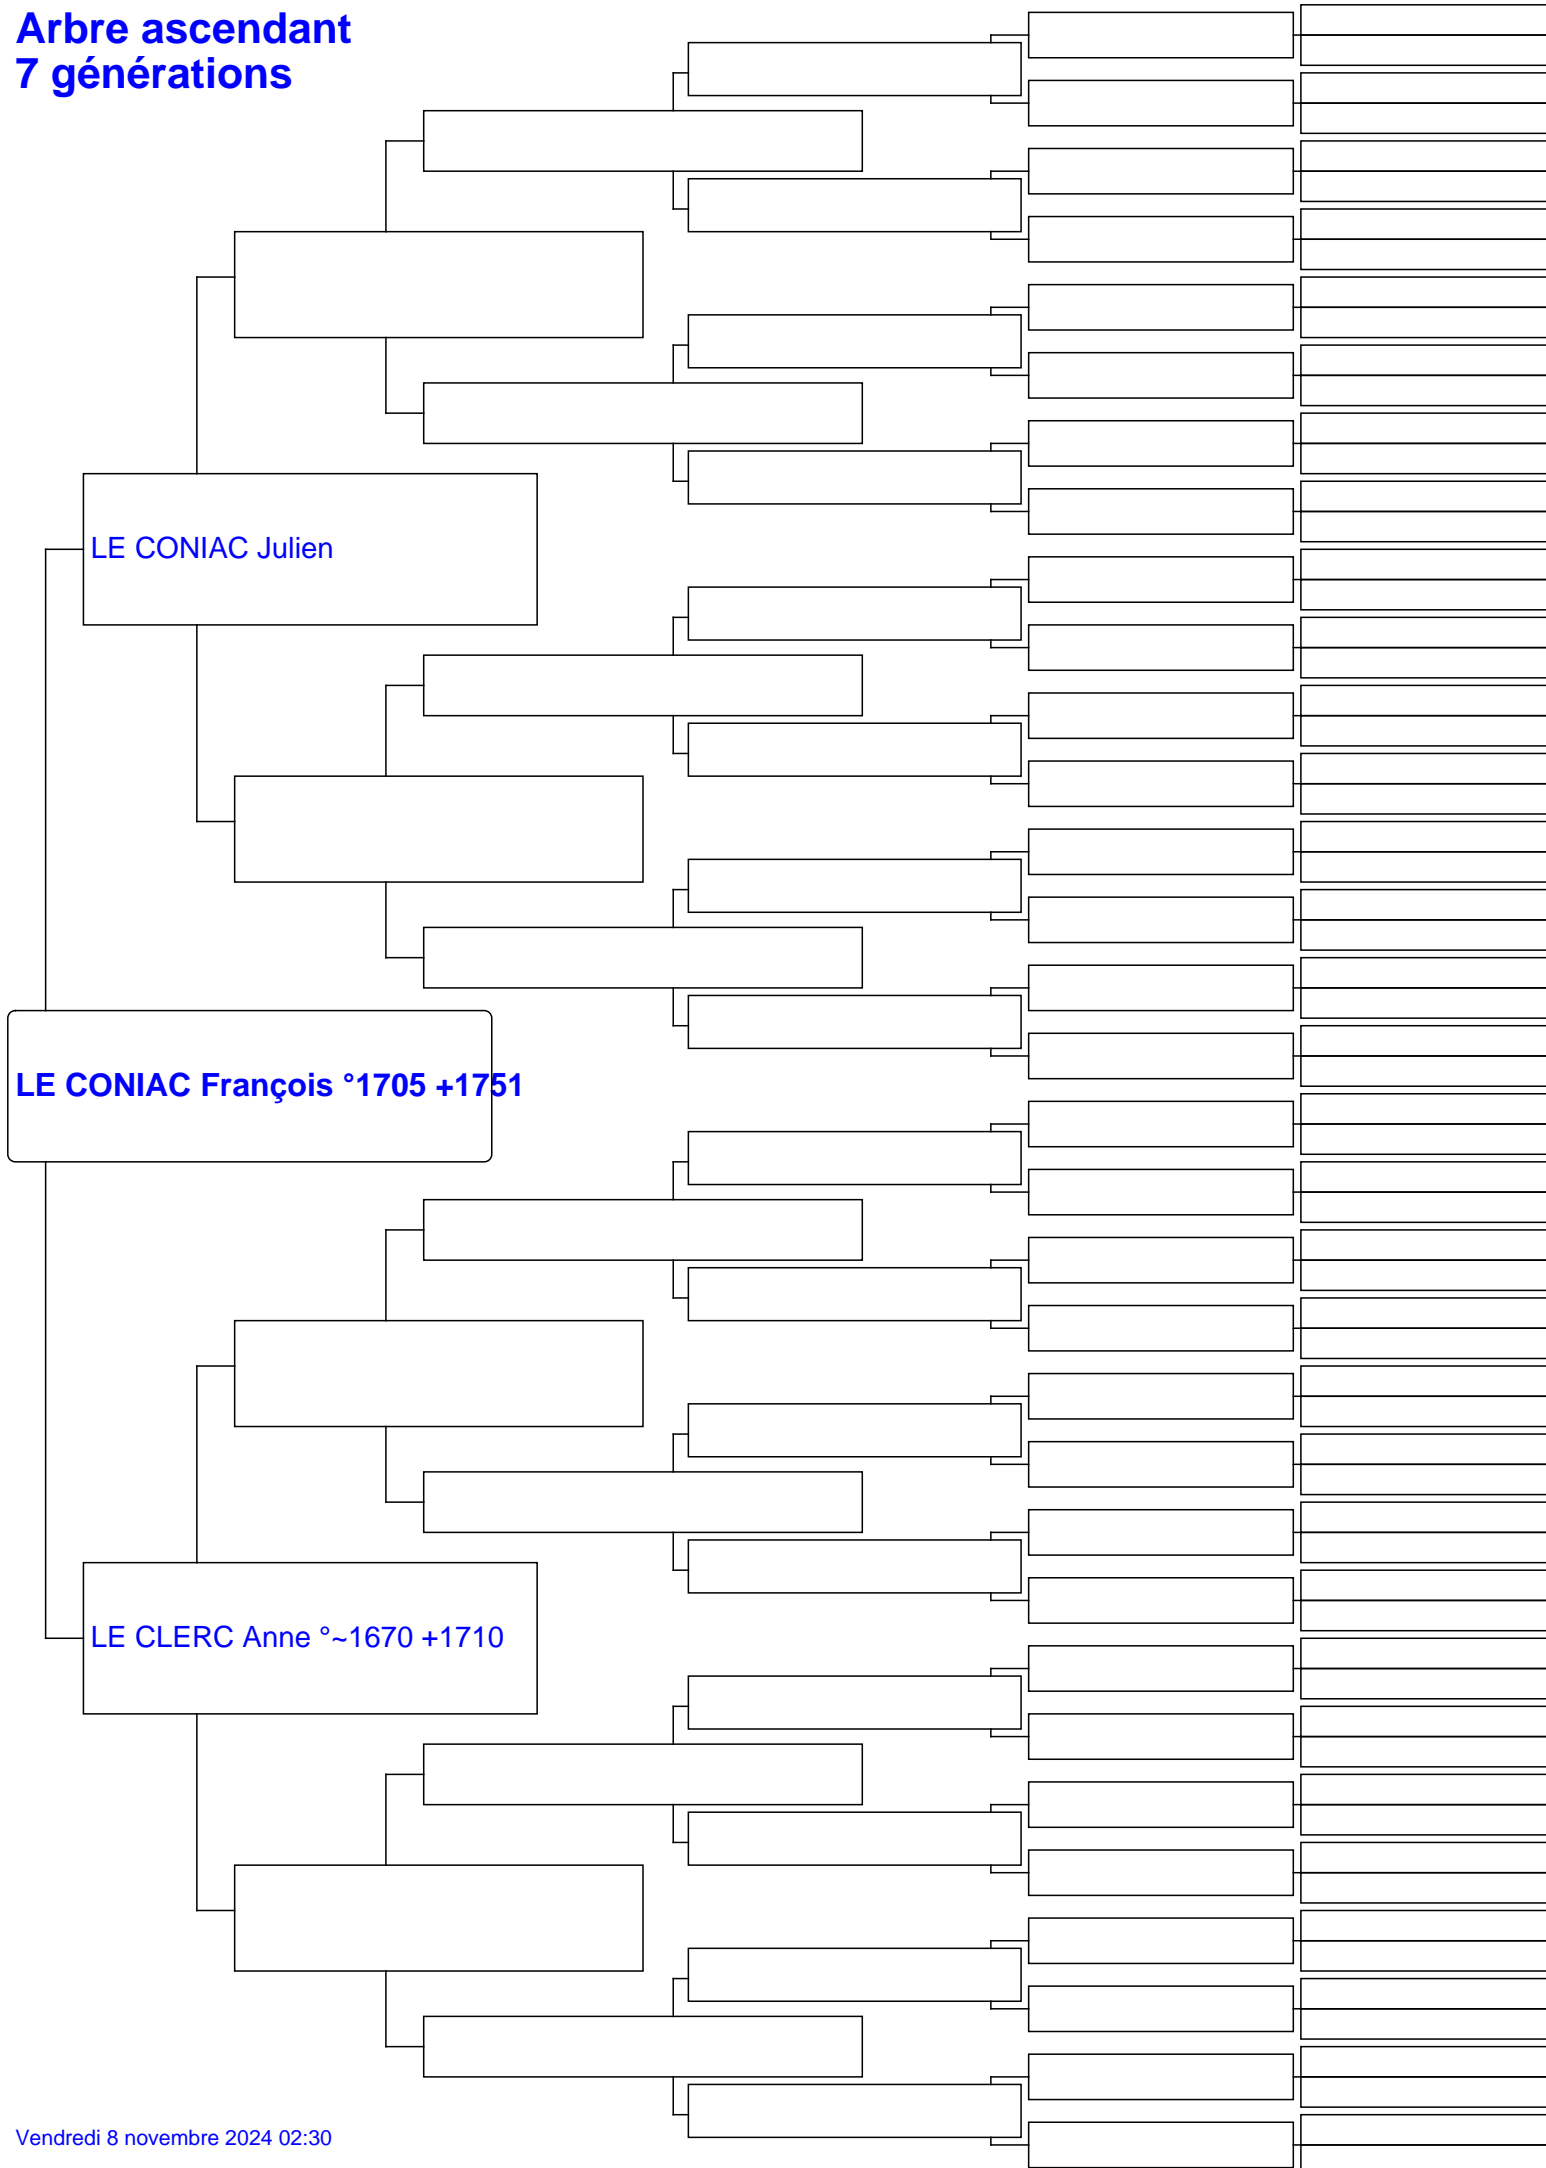 Arbre ascendant
7 générations
LE CONIAC Julien
LE CONIAC François °1705 +1751
LE CLERC Anne °~1670 +1710
Vendredi 8 novembre 2024 02:30